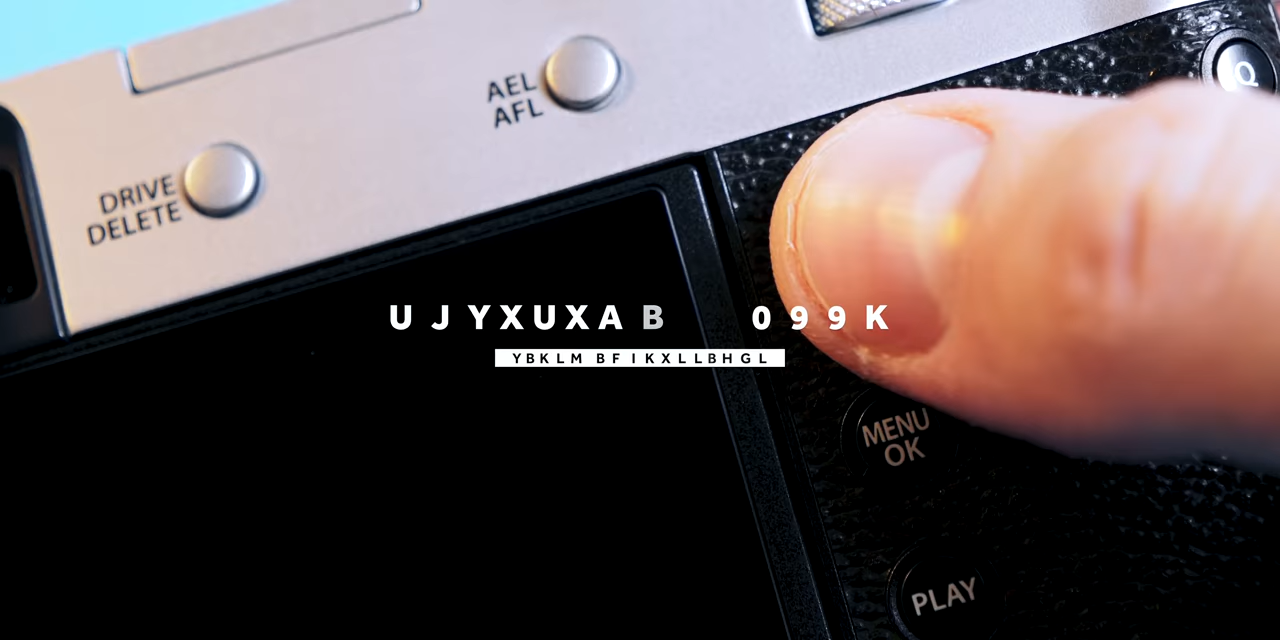 AEL
AFL
DRIVE
DELETE
Q
UJYXUXAB 099K
YBKLM BFIKXLLBHGL
MENU
OK
PLAY